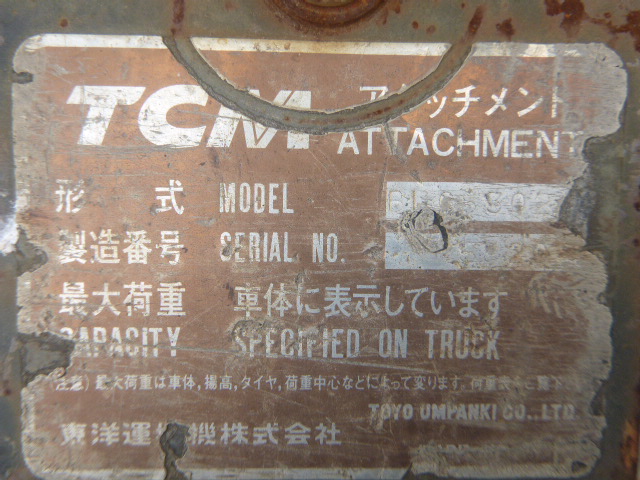 TCM アタッチメント
ATTACHMENT
形 式 MODEL
製造番号 SERIAL NO.
最大荷重 車体に表示しています
CAPACITY SPECIFIED ON TRUCK
注意）最大荷重は車体，揚高，タイヤ，荷重中心などによって変ります。荷重表
TOYO UMPANKI CO.,LTD.
東洋運搬機株式会社